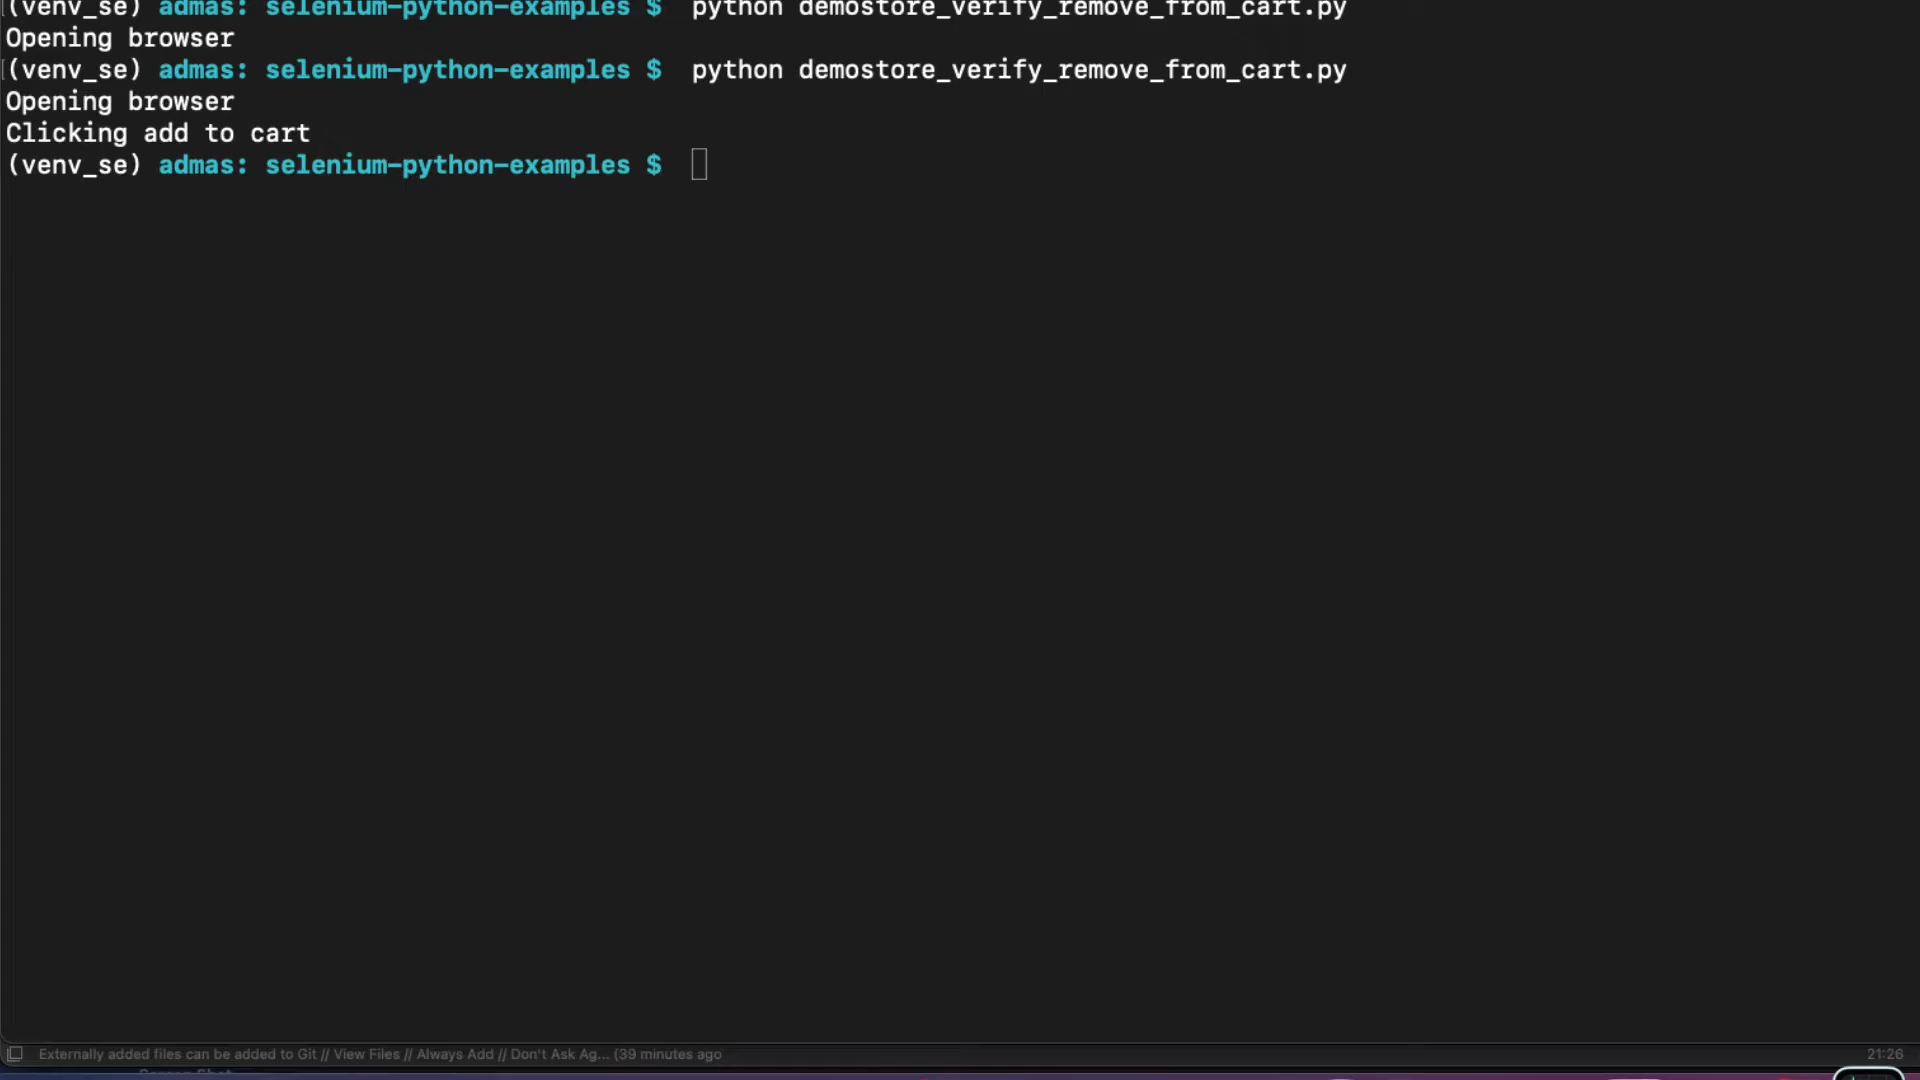 (venv_se) admas: selenium-python-examples $ python demostore_verify_remove_from_cart.py
Opening browser
(venv_se) admas: selenium-python-examples $ python demostore_verify_remove_from_cart.py
Opening browser
Clicking add to cart
(venv_se) admas: selenium-python-examples $
Externally added files can be added to Git // View Files // Always Add // Don't Ask Ag... (39 minutes ago
21:26